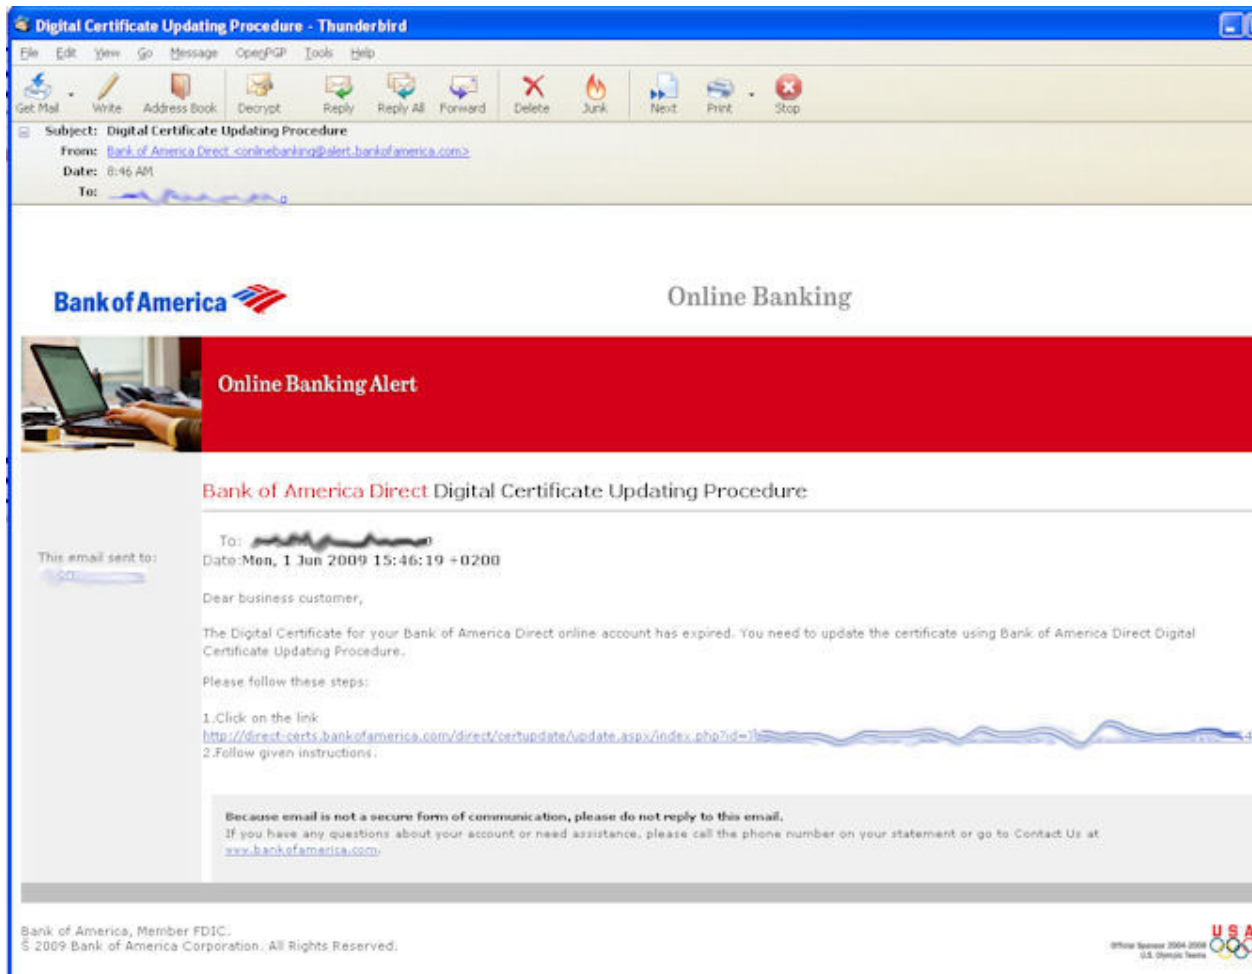 Digital Certificate Updating Procedure - Thunderbird
File Edit View Go Message OpenPGP Tools Help
Get Mail Write Address Book Decrypt Reply Reply All Forward Delete Junk Next Print Stop
Subject: Digital Certificate Updating Procedure
From: Bank of America Direct <onlinebanking@alert.bankofamerica.com>
Date: 8:46 AM
To:
Bank of America Online Banking
Online Banking Alert
Bank of America Direct Digital Certificate Updating Procedure
To:
This email sent to:
Date:Mon, 1 Jun 2009 15:46:19 +0200
Dear business customer,
The Digital Certificate for your Bank of America Direct online account has expired. You need to update the certificate using Bank of America Direct Digital
Certificate Updating Procedure.
Please follow these steps:
1.Click on the link
http://direct-certs.bankofamerica.com/direct/certupdate/update.aspx/index.php?id=
2.Follow given instructions.
Because email is not a secure form of communication, please do not reply to this email.
If you have any questions about your account or need assistance, please call the phone number on your statement or go to Contact Us at
www.bankofamerica.com.
Bank of America, Member FDIC.
© 2009 Bank of America Corporation. All Rights Reserved.
USA
Official Sponsor 2004-2008
U.S. Olympic Teams